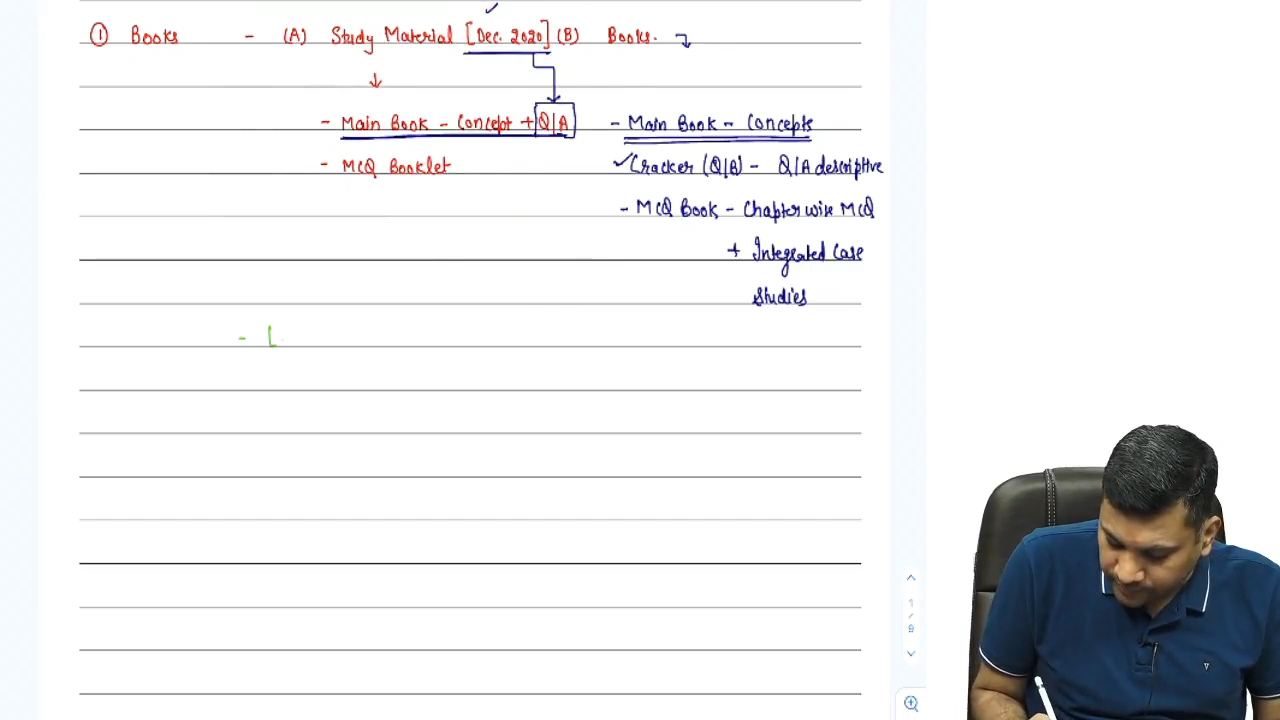 ① Books - (A) Study Material [Dec. 2020] (B) Books.
- Main Book - Concept + Q/A - Main Book - Concepts
- MCQ Booklet ✓Cracker (Q/B) - Q/A descriptive
- MCQ Book - Chapter wise MCQ
+ Integrated Case
Studies
-